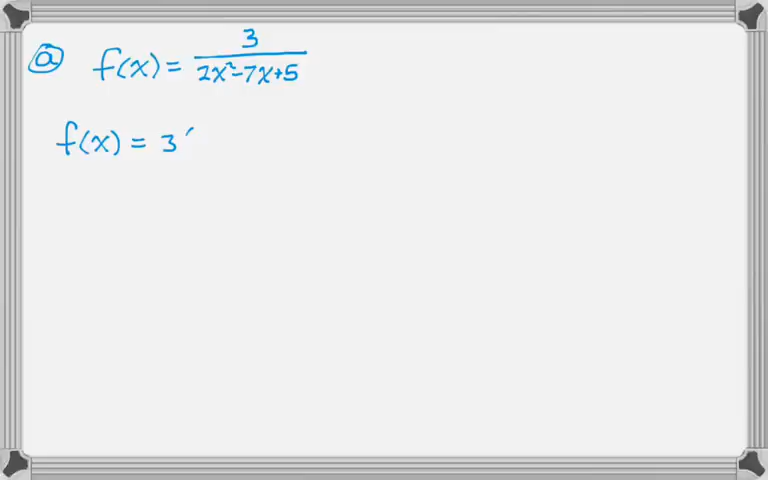 ⓐ f(x) = 3/(2x²-7x+5)
f(x) = 3